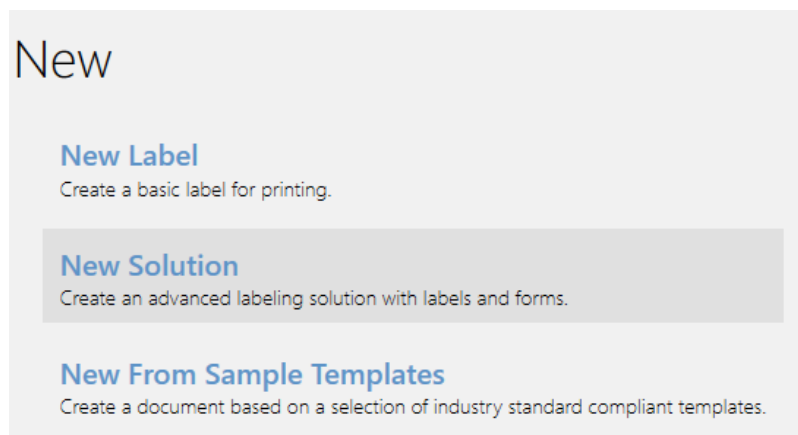 New
New Label
Create a basic label for printing.
New Solution
Create an advanced labeling solution with labels and forms.
New From Sample Templates
Create a document based on a selection of industry standard compliant templates.